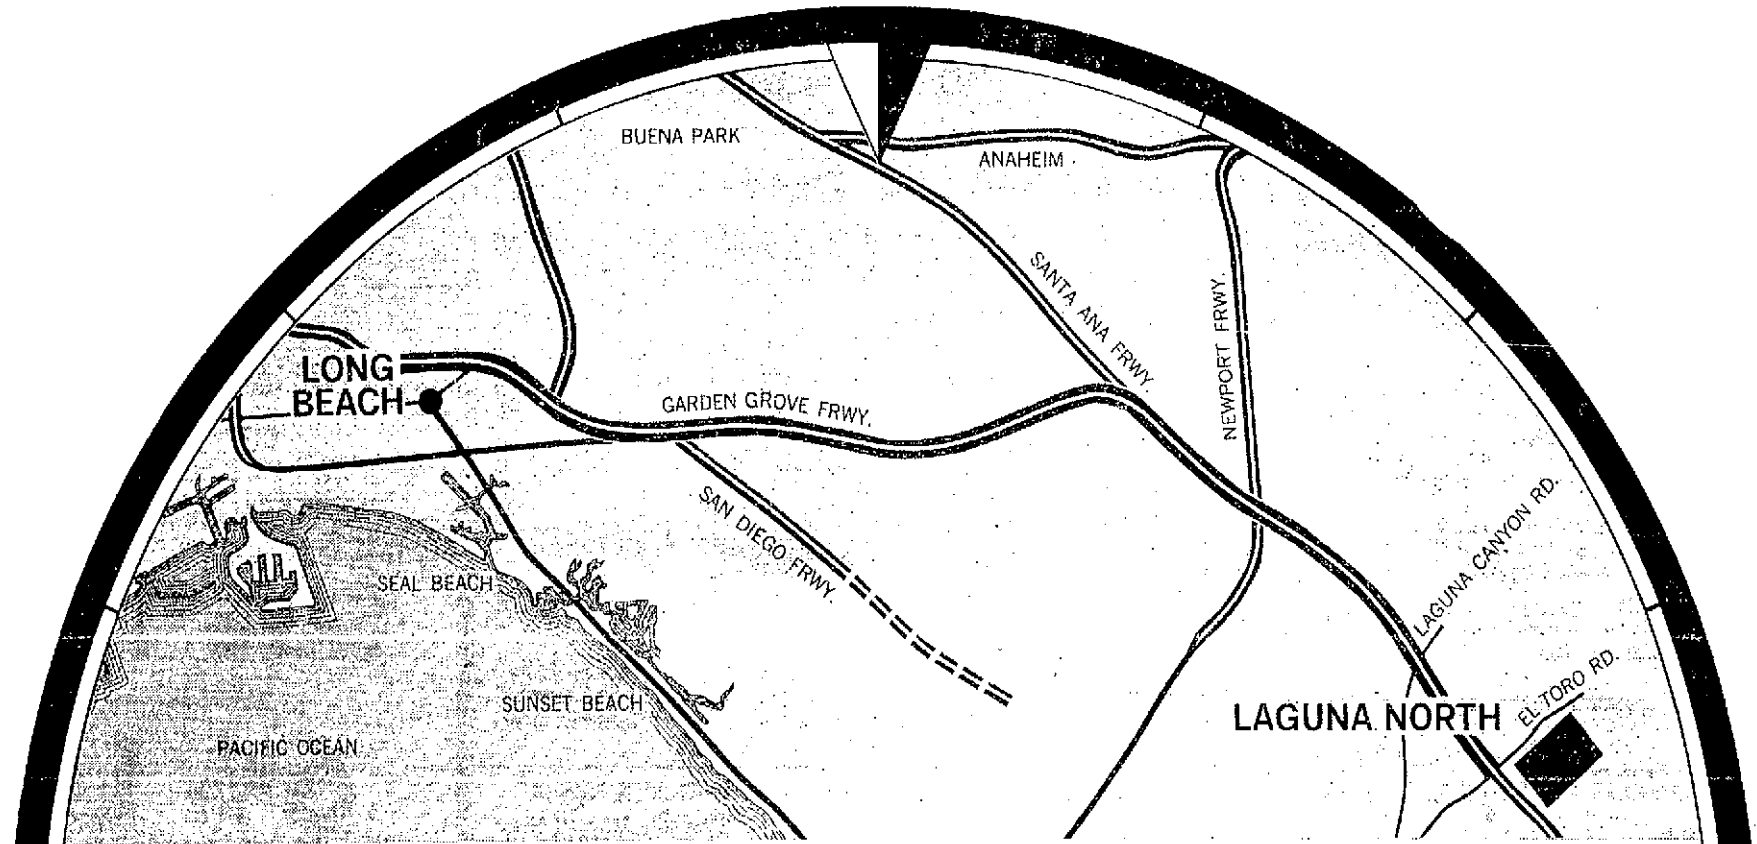 BUENA PARK
ANAHEIM
SANTA ANA FRWY.
NEWPORT FRWY.
LONG
BEACH
GARDEN GROVE FRWY.
SAN DIEGO FRWY.
LAGUNA CANYON RD.
SEAL BEACH
EL TORO RD.
SUNSET BEACH
LAGUNA NORTH
PACIFIC OCEAN